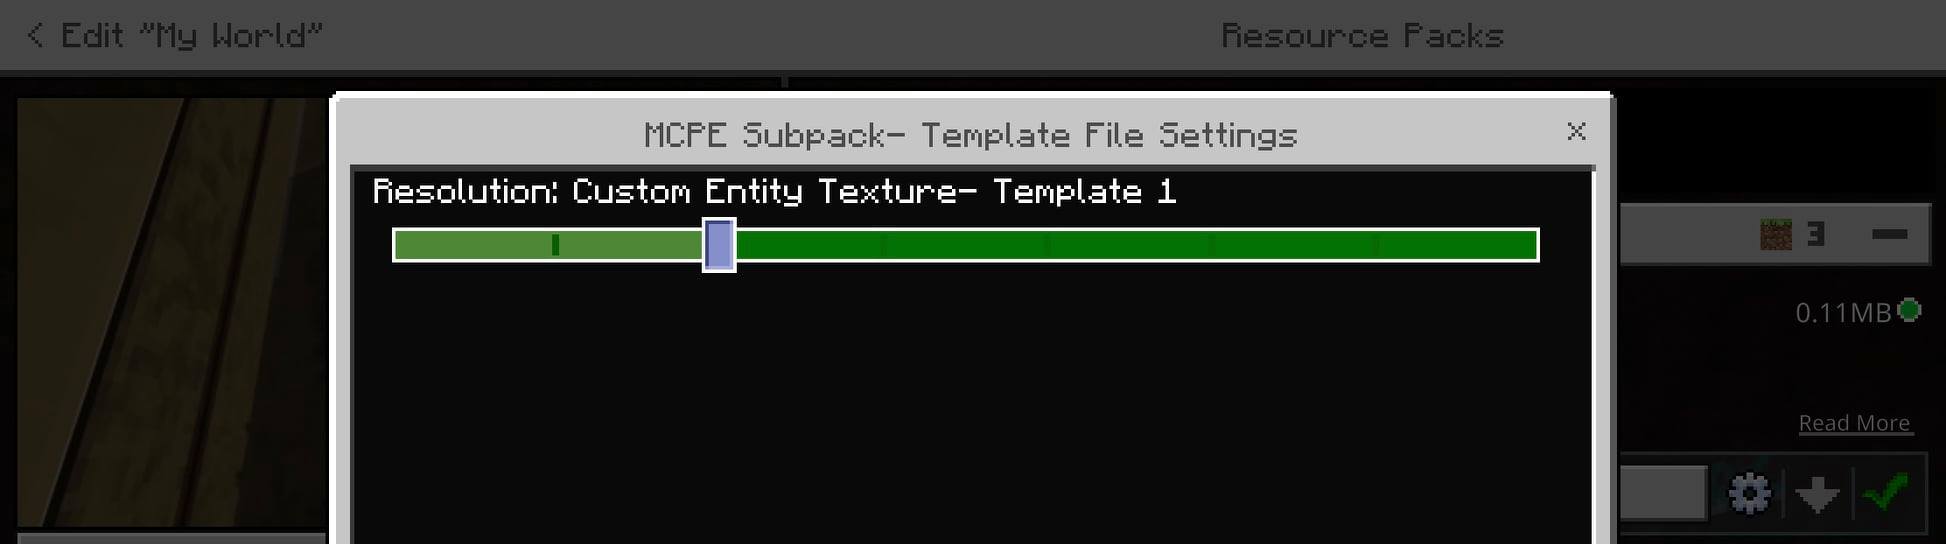 < Edit "My World"
Resource Packs
MCPE Subpack- Template File Settings
Resolution: Custom Entity Texture- Template 1
3
0.11MB
Read More